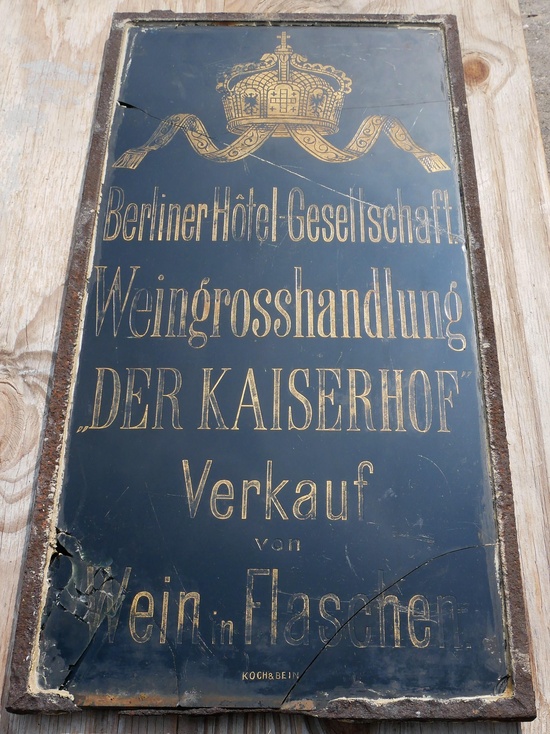 Berliner Hôtel-Gesellschaft.
Weingrosshandlung
„DER KAISERHOF”
Verkauf
von
Wein in Flaschen.
KOCH & BEIN